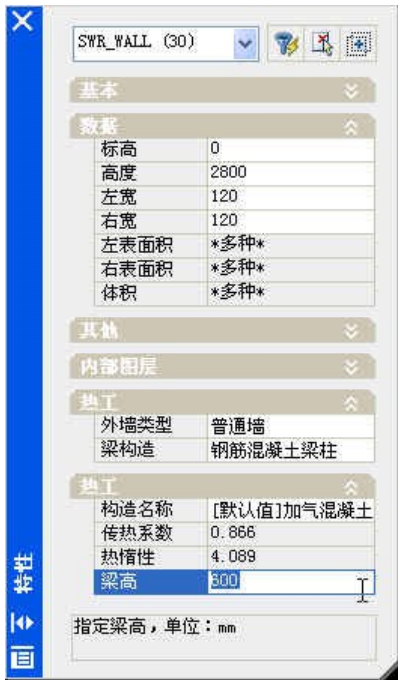 SWR_WALL (30)
基本
数据
标高 0
高度 2800
左宽 120
右宽 120
左表面积 *多种*
右表面积 *多种*
体积 *多种*
其他
内部图层
热工
外墙类型 普通墙
梁构造 钢筋混凝土梁柱
热工
构造名称 [默认值]加气混凝土
传热系数 0.866
热惰性 4.089
梁高 600
特性
指定梁高，单位：mm